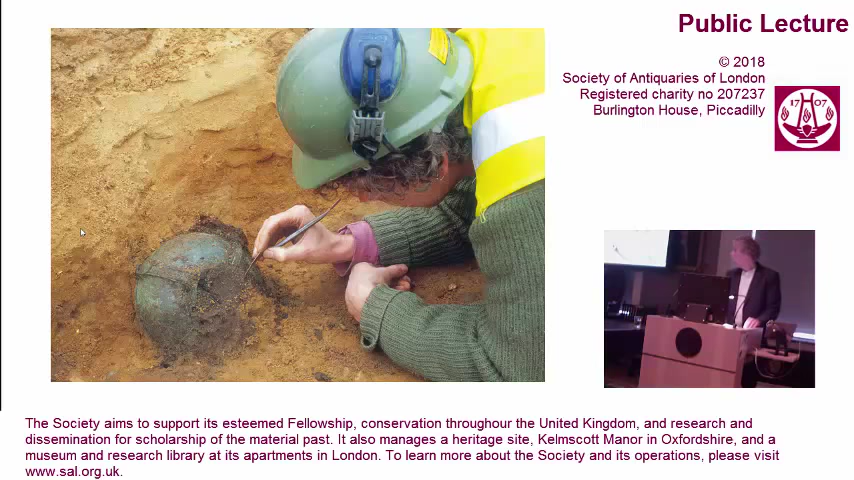 Public Lecture
© 2018
Society of Antiquaries of London
Registered charity no 207237
Burlington House, Piccadilly
17 07
The Society aims to support its esteemed Fellowship, conservation throughour the United Kingdom, and research and
dissemination for scholarship of the material past. It also manages a heritage site, Kelmscott Manor in Oxfordshire, and a
museum and research library at its apartments in London. To learn more about the Society and its operations, please visit
www.sal.org.uk.